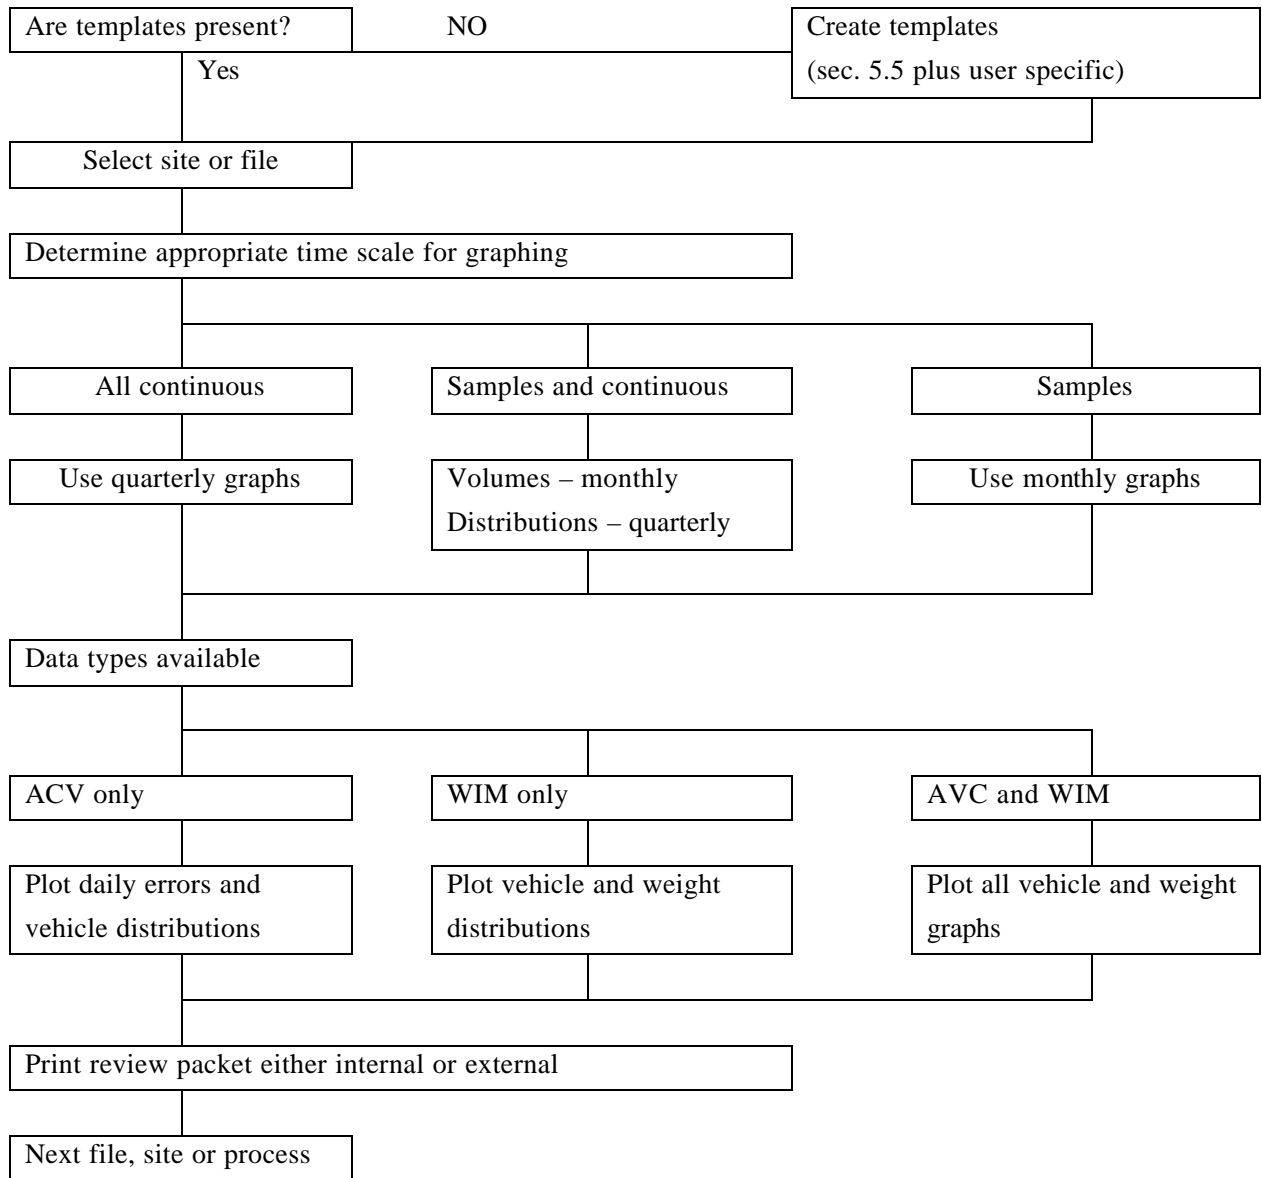 Are templates present?
NO
Create templates
(sec. 5.5 plus user specific)
Yes
Select site or file
Determine appropriate time scale for graphing
All continuous
Samples and continuous
Samples
Use quarterly graphs
Volumes – monthly
Distributions – quarterly
Use monthly graphs
Data types available
ACV only
WIM only
AVC and WIM
Plot daily errors and
vehicle distributions
Plot vehicle and weight
distributions
Plot all vehicle and weight
graphs
Print review packet either internal or external
Next file, site or process